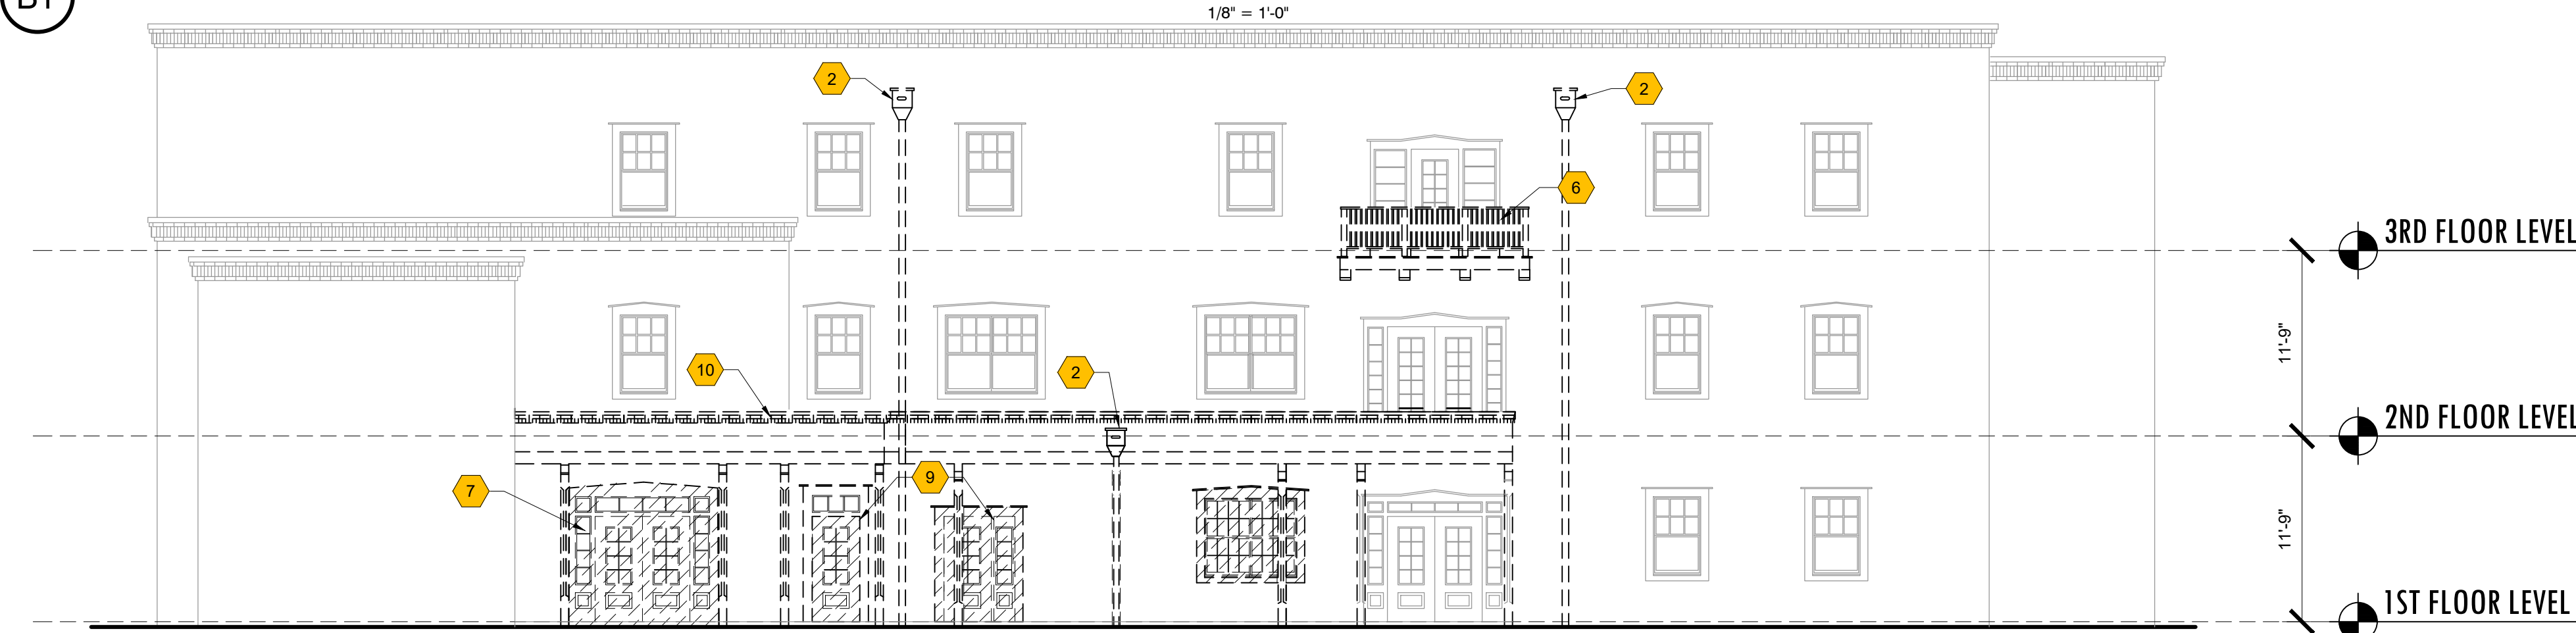 B1
1/8" = 1'-0"
2
2
6
3RD FLOOR LEVEL
11'-9"
10
2
2ND FLOOR LEVEL
7
9
11'-9"
1ST FLOOR LEVEL